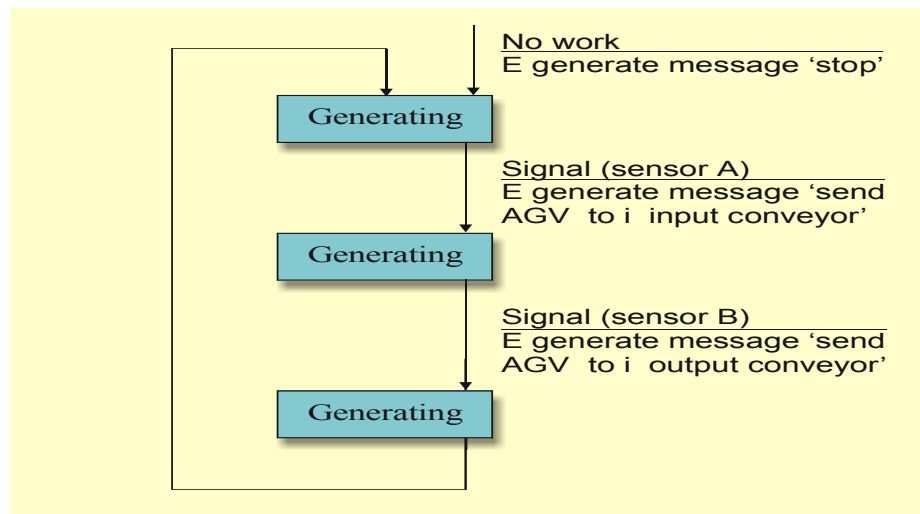 No work
E generate message ‘stop’
Generating
Signal (sensor A)
E generate message ‘send
AGV to i input conveyor’
Generating
Signal (sensor B)
E generate message ‘send
AGV to i output conveyor’
Generating